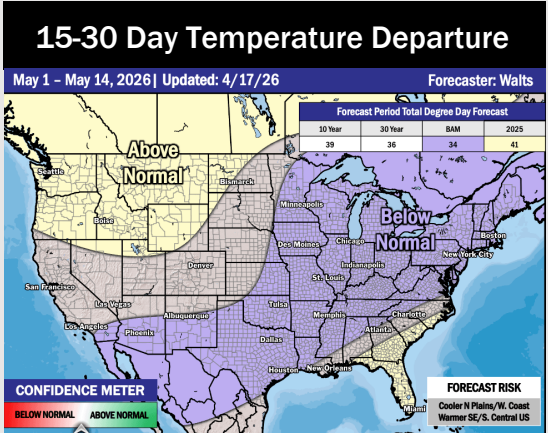 15-30 Day Temperature Departure
May 1 – May 14, 2026| Updated: 4/17/26
Forecaster: Walts
Forecast Period Total Degree Day Forecast
10 Year 30 Year BAM 2025
39 36 34 41
Above
Normal
Seattle
Bismarck
Minneapolis
Boise
Below
Normal
Boston
Des Moines
Chicago
New York City
Denver
Indianapolis
San Francisco
St. Louis
Las Vegas
Albuquerque
Tulsa
Memphis
Charlotte
Los Angeles
Phoenix
Atlanta
Dallas
Houston
New Orleans
Miami
CONFIDENCE METER
BELOW NORMAL
ABOVE NORMAL
FORECAST RISK
Cooler N Plains/W. Coast
Warmer SE/S. Central US